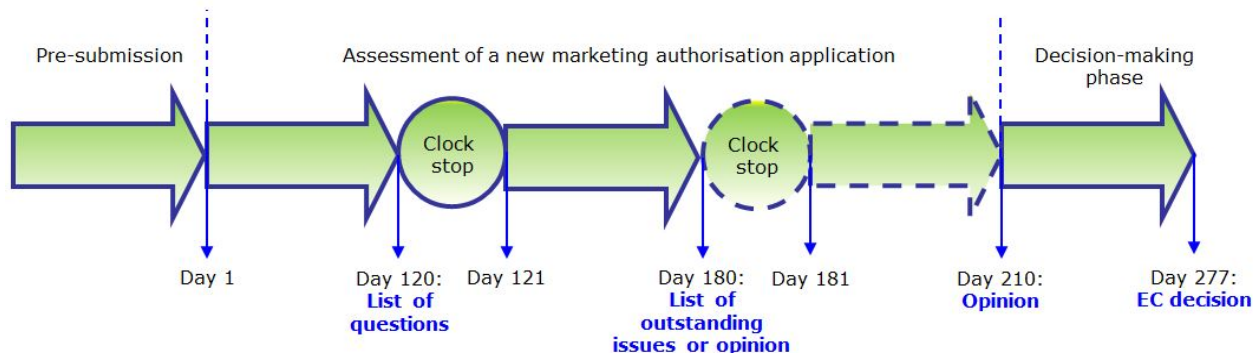 Pre-submission
Assessment of a new marketing authorisation application
Decision-making
phase
Clock
stop
Clock
stop
Day 1
Day 120:
List of
questions
Day 121
Day 180:
List of
outstanding
issues or opinion
Day 181
Day 210:
Opinion
Day 277:
EC decision